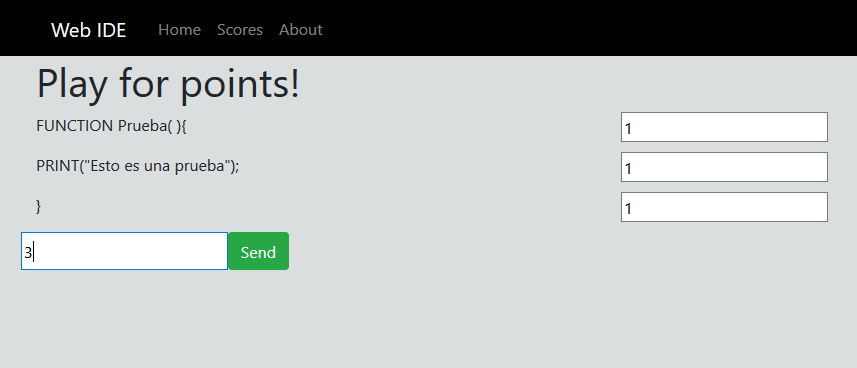 Web IDE Home Scores About
Play for points!
FUNCTION Prueba( ){ 1
PRINT("Esto es una prueba"); 1
} 1
3 Send